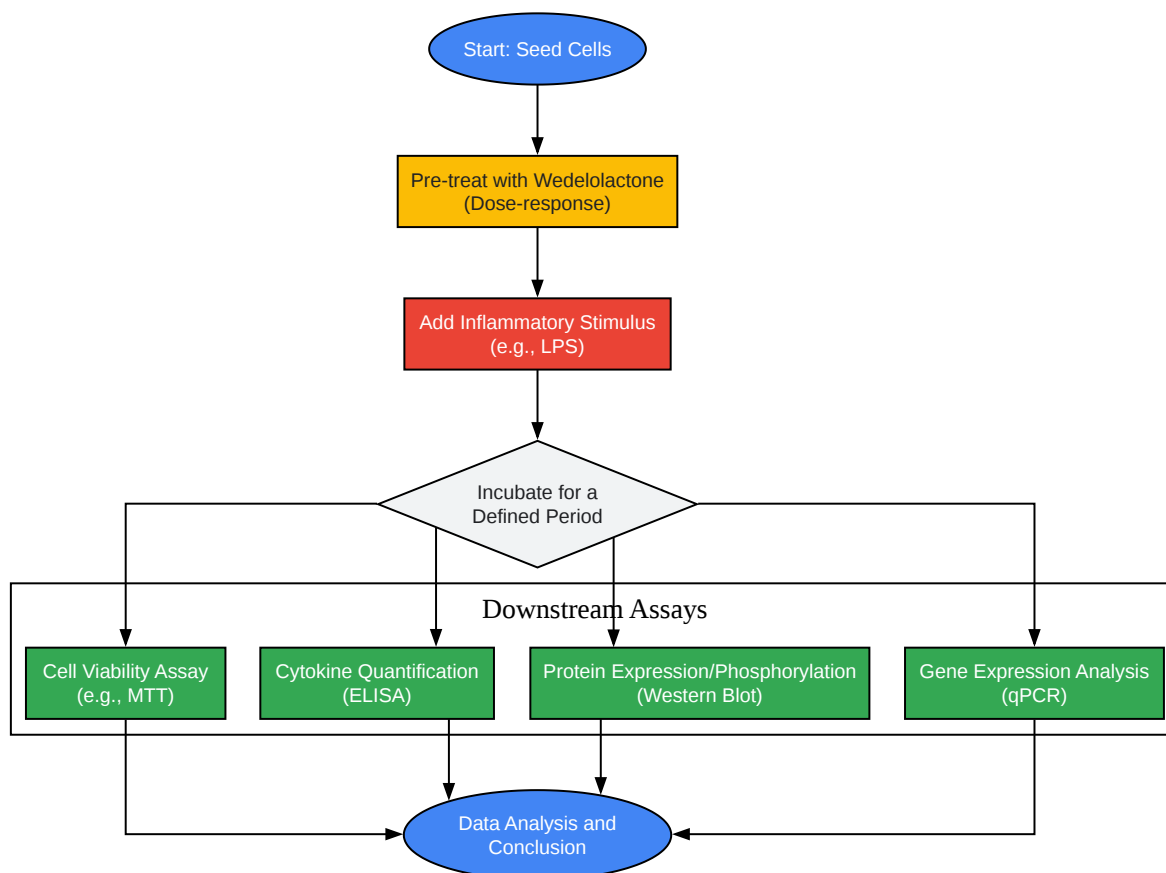 Start: Seed Cells
Pre-treat with Wedelolactone
(Dose-response)
Add Inflammatory Stimulus
(e.g., LPS)
Incubate for a
Defined Period
Downstream Assays
Cell Viability Assay
(e.g., MTT)
Cytokine Quantification
(ELISA)
Protein Expression/Phosphorylation
(Western Blot)
Gene Expression Analysis
(qPCR)
Data Analysis and
Conclusion